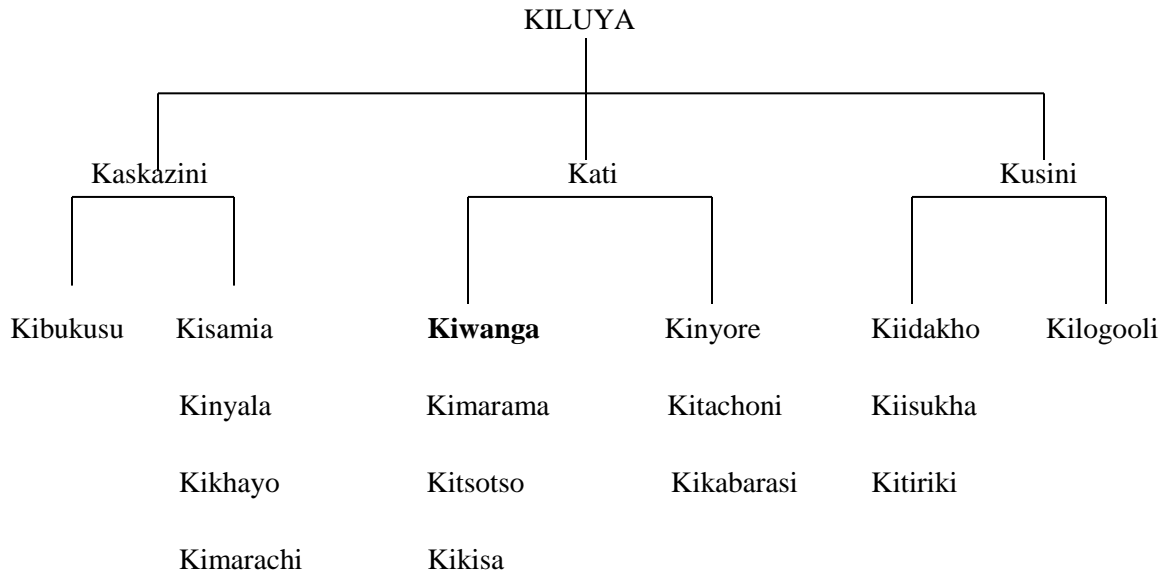 KILUYA
Kaskazini Kati Kusini
Kibukusu Kisamia Kiwanga Kinyore Kiidakho Kilogooli
Kinyala Kimarama Kitachoni Kiisukha
Kikhayo Kitsotso Kikabarasi Kitiriki
Kimarachi Kikisa